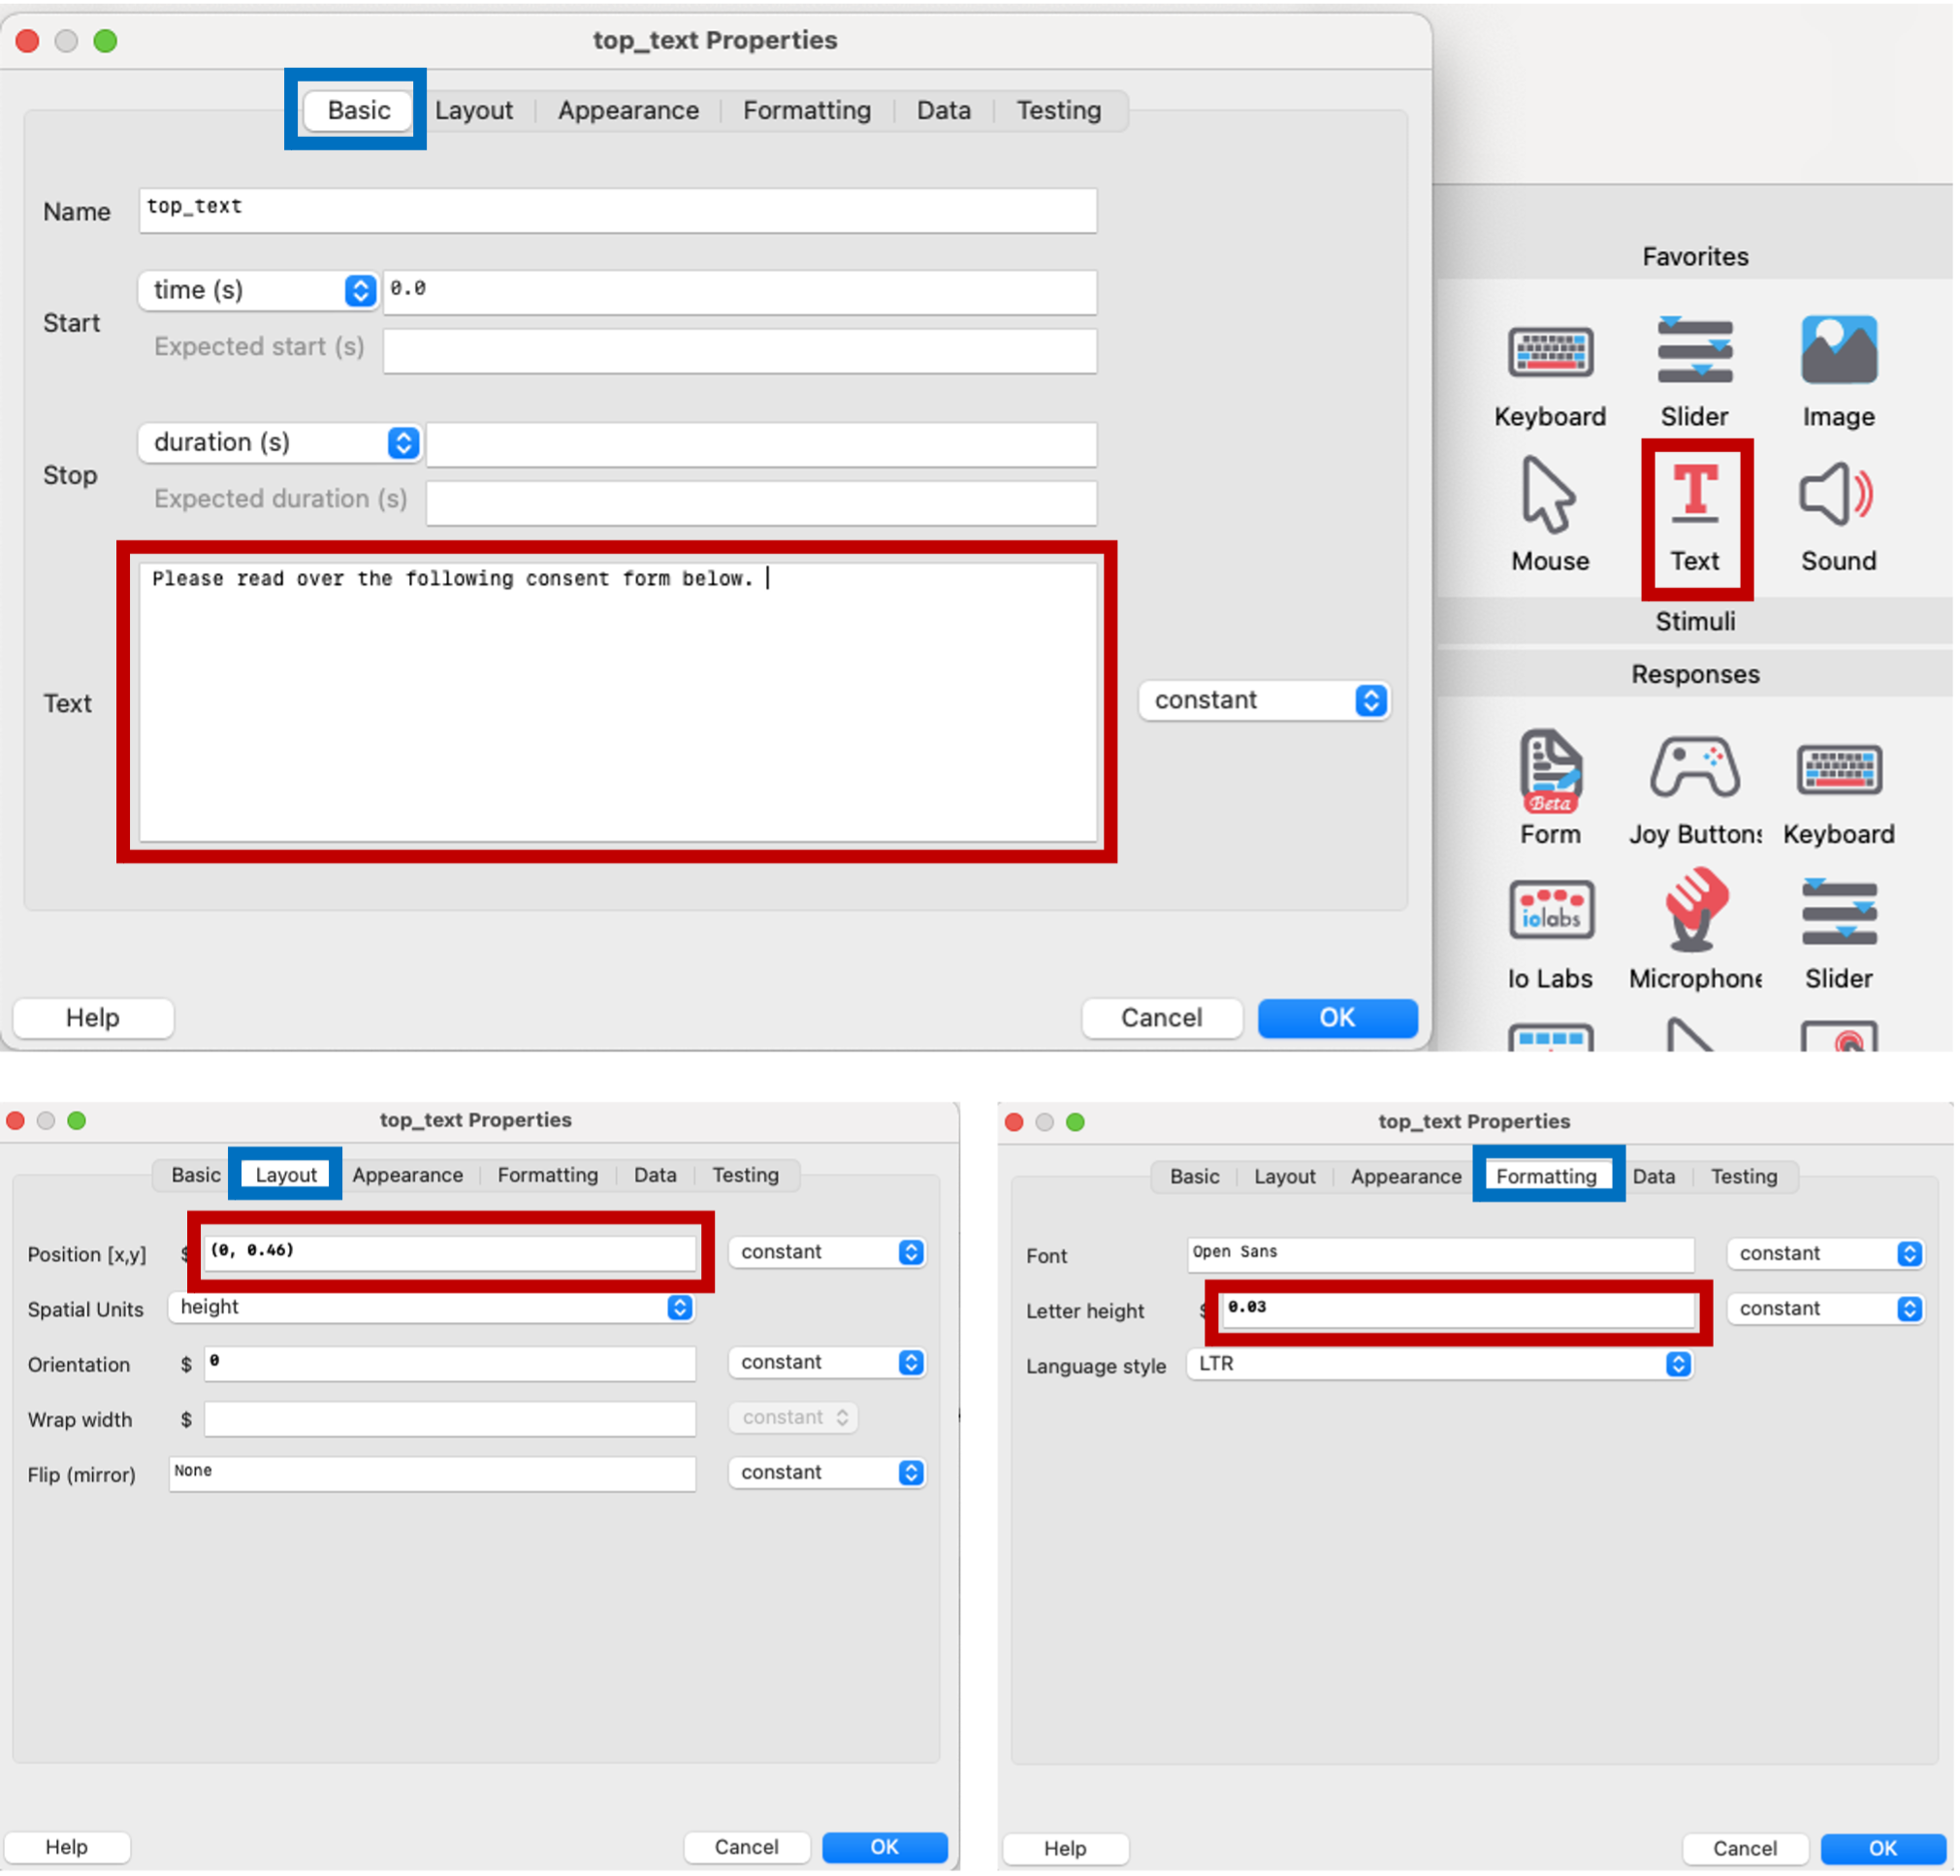 top_text Properties
Basic Layout Appearance Formatting Data Testing
Name top_text
Start time (s) 0.0
Expected start (s)
Stop duration (s)
Expected duration (s)
Text Please read over the following consent form below. constant
Help Cancel OK
Favorites
Keyboard Slider Image
Mouse Text Sound
Stimuli
Responses
Beta
Form Joy Buttons Keyboard
iolabs
Io Labs Microphone Slider
top_text Properties
Basic Layout Appearance Formatting Data Testing
Position [x,y] $ (0, 0.46) constant
Spatial Units height
Orientation $ 0 constant
Wrap width $ constant
Flip (mirror) None constant
Help Cancel OK
top_text Properties
Basic Layout Appearance Formatting Data Testing
Font Open Sans constant
Letter height $ 0.03 constant
Language style LTR
Help Cancel OK